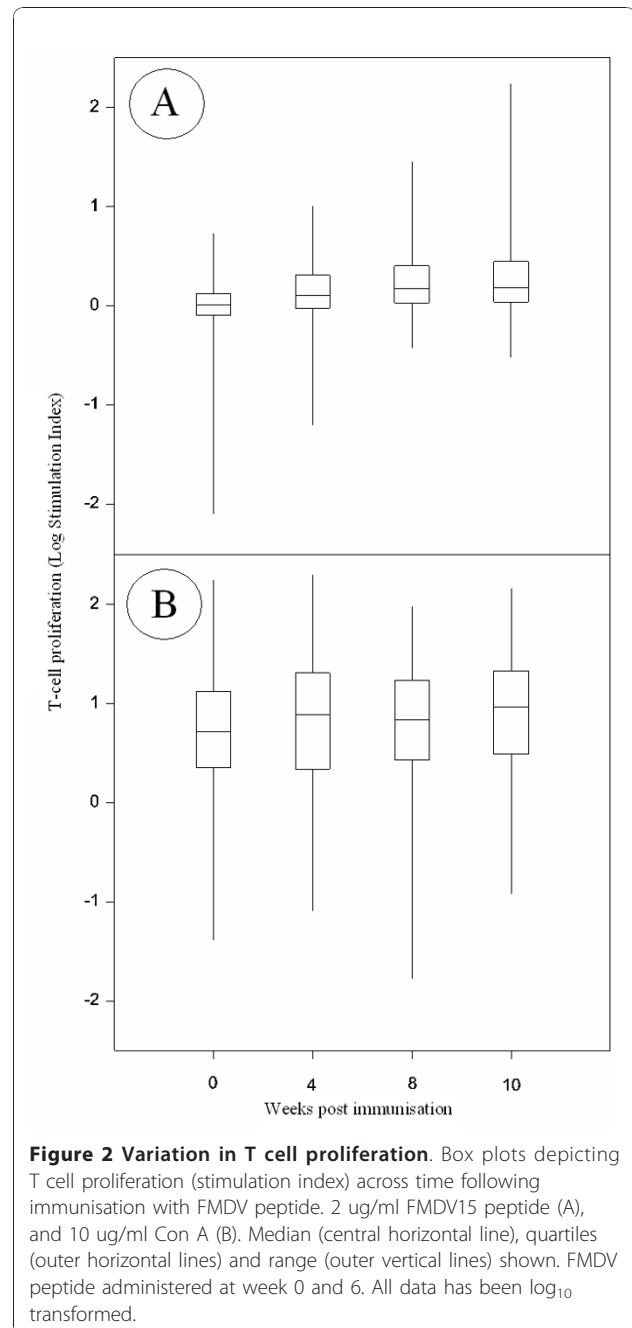 A
2
1
0
-1
-2
T-cell proliferation (Log Stimulation Index)
B
2
1
0
-1
-2
0 4 8 10
Weeks post immunisation
Figure 2 Variation in T cell proliferation. Box plots depicting
T cell proliferation (stimulation index) across time following
immunisation with FMDV peptide. 2 ug/ml FMDV15 peptide (A),
and 10 ug/ml Con A (B). Median (central horizontal line), quartiles
(outer horizontal lines) and range (outer vertical lines) shown. FMDV
peptide administered at week 0 and 6. All data has been log₁₀
transformed.